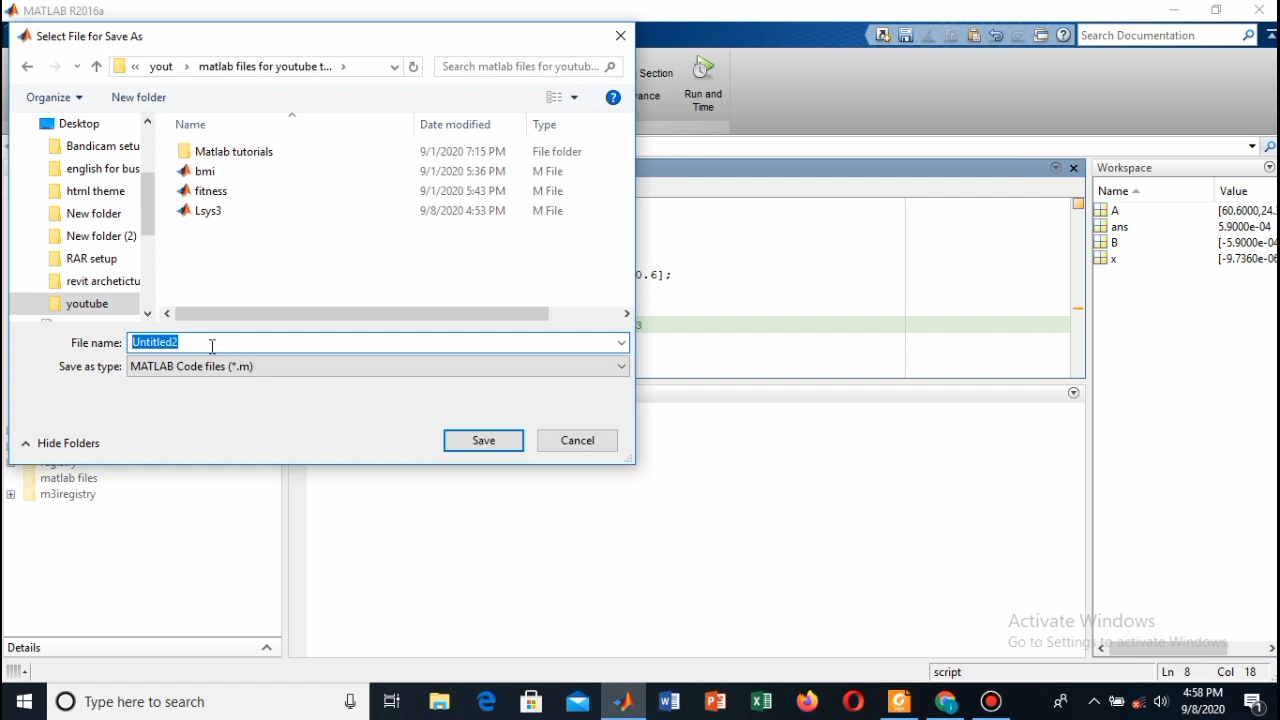 MATLAB R2016a
Select File for Save As
Search Documentation
yout
matlab files for youtube t...
Search matlab files for youtub...
Section
Run and
Time
Organize
New folder
Desktop
Name
Date modified
Type
Bandicam setu
Matlab tutorials
9/1/2020 7:15 PM
File folder
english for bus
bmi
9/1/2020 5:36 PM
M File
html theme
fitness
9/1/2020 5:43 PM
M File
New folder
Lsys3
9/8/2020 4:53 PM
M File
New folder (2)
RAR setup
revit archetictu
youtube
Workspace
Name
Value
A
[60.6000,24.
ans
5.9000e-04
B
[-5.9000e-04
x
[-9.7360e-06
0.6];
3
File name:
Untitled2
Save as type:
MATLAB Code files (*.m)
Save
Cancel
Hide Folders
matlab files
m3iregistry
Details
Activate Windows
Go to Settings to activate Windows.
script
Ln 8
Col 18
Type here to search
4:58 PM
9/8/2020
1